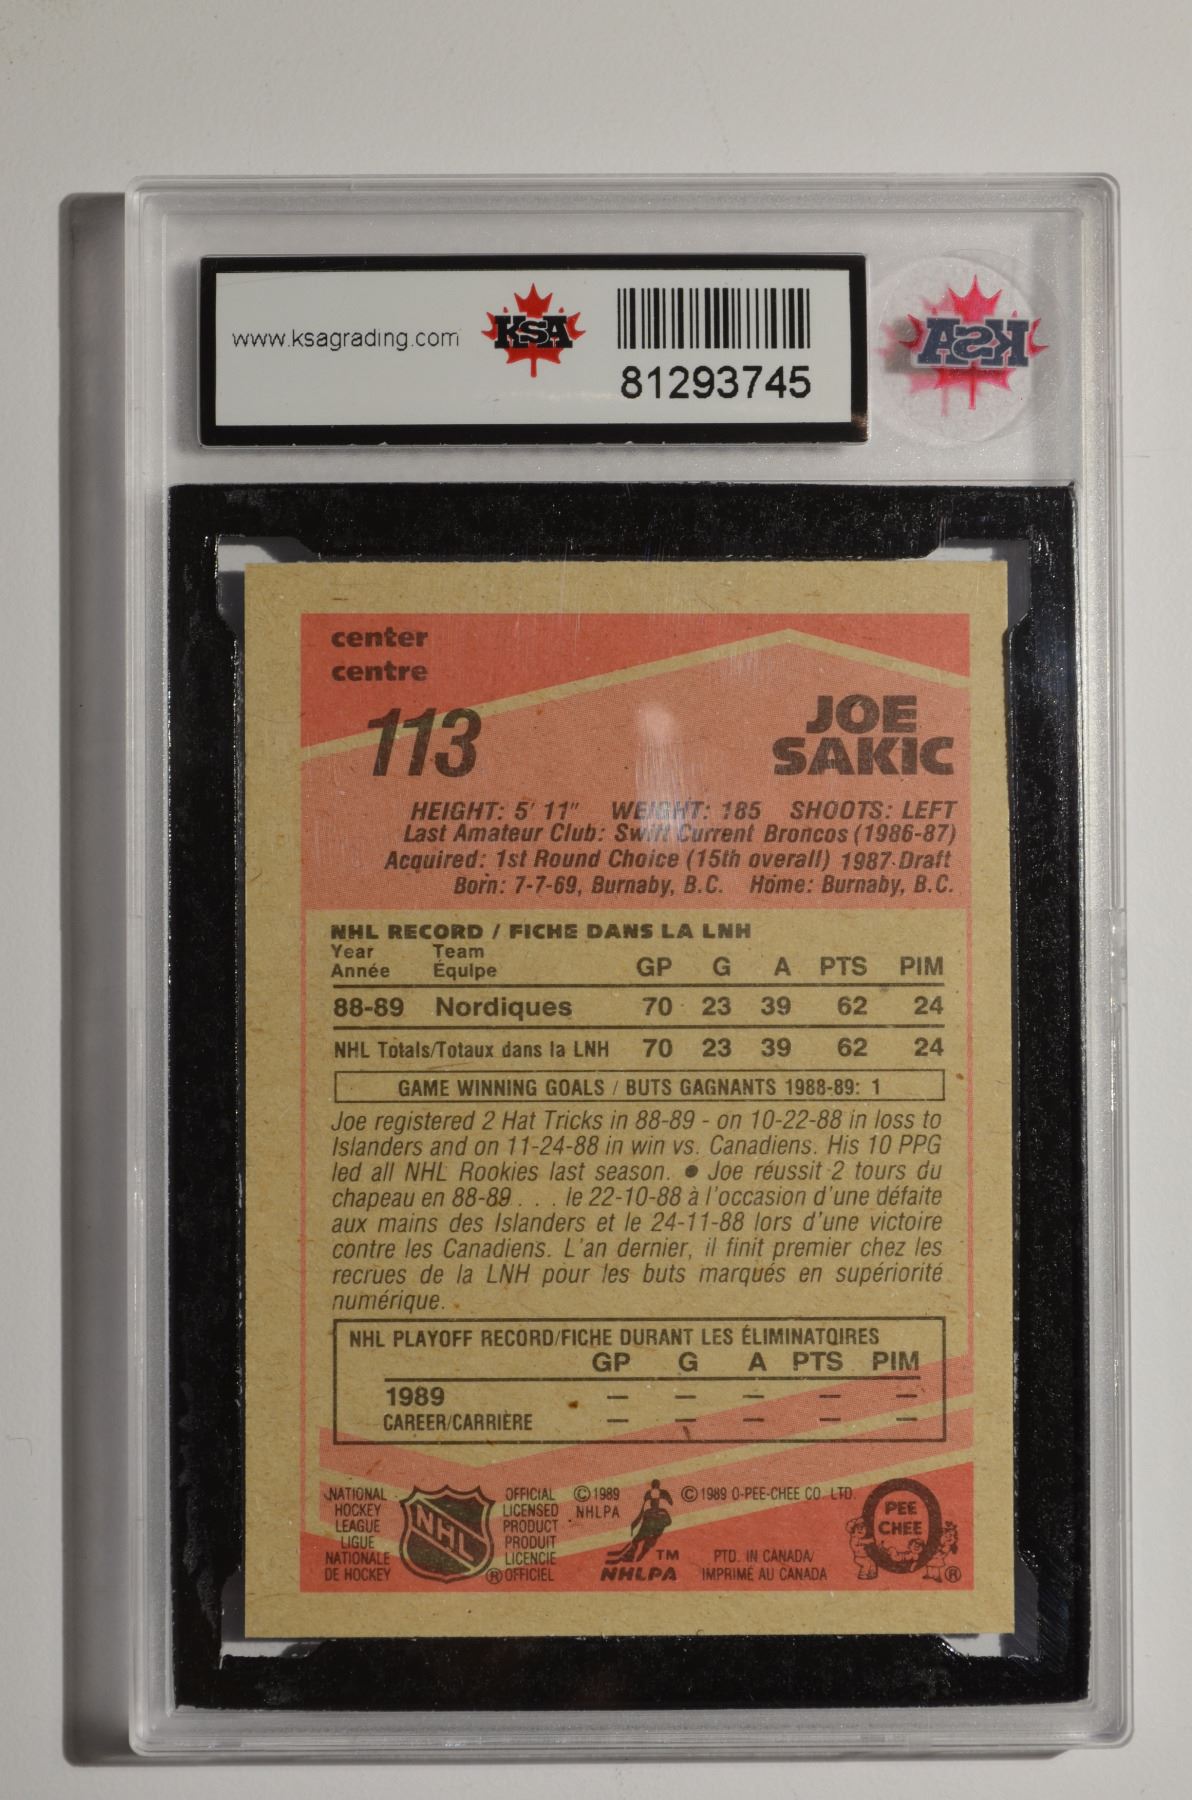 www.ksagrading.com
KSA
81293745
KSA
center
centre
113
JOE
SAKIC
HEIGHT: 5' 11" WEIGHT: 185 SHOOTS: LEFT
Last Amateur Club: Swift Current Broncos (1986-87)
Acquired: 1st Round Choice (15th overall) 1987 Draft
Born: 7-7-69, Burnaby, B.C. Home: Burnaby, B.C.
NHL RECORD / FICHE DANS LA LNH
Year Team
Année Équipe GP G A PTS PIM
88-89 Nordiques 70 23 39 62 24
NHL Totals/Totaux dans la LNH 70 23 39 62 24
GAME WINNING GOALS / BUTS GAGNANTS 1988-89: 1
Joe registered 2 Hat Tricks in 88-89 - on 10-22-88 in loss to
Islanders and on 11-24-88 in win vs. Canadiens. His 10 PPG
led all NHL Rookies last season. ● Joe réussit 2 tours du
chapeau en 88-89 . . . le 22-10-88 à l'occasion d'une défaite
aux mains des Islanders et le 24-11-88 lors d'une victoire
contre les Canadiens. L'an dernier, il finit premier chez les
recrues de la LNH pour les buts marqués en supériorité
numérique.
NHL PLAYOFF RECORD/FICHE DURANT LES ÉLIMINATOIRES
GP G A PTS PIM
1989 — — — — —
CAREER/CARRIÈRE — — — — —
NATIONAL
HOCKEY
LEAGUE
LIGUE
NATIONALE
DE HOCKEY
NHL
OFFICIAL
LICENSED
PRODUCT
PRODUIT
LICENCIE
® OFFICIEL
© 1989
NHLPA
TM
NHLPA
© 1989 O-PEE-CHEE CO. LTD.
PTD. IN CANADA/
IMPRIMÉ AU CANADA
O
PEE
CHEE
®